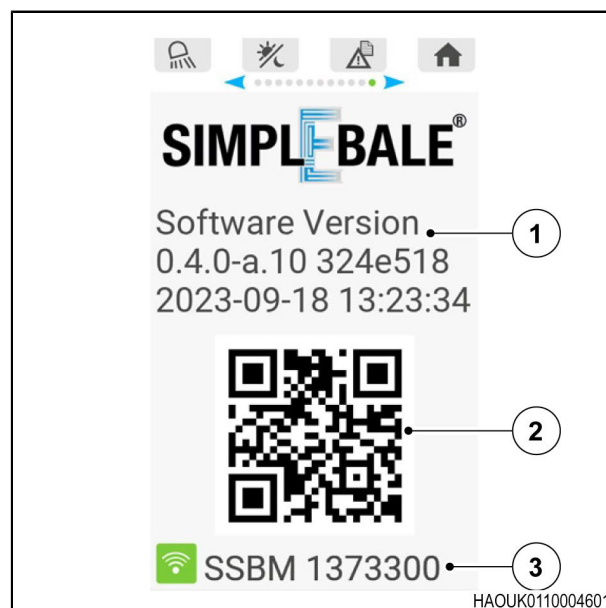 SIMPLEBALE®
Software Version
1
0.4.0-a.10 324e518
2023-09-18 13:23:34
2
SSBM 1373300
3
HAOUK0110004601